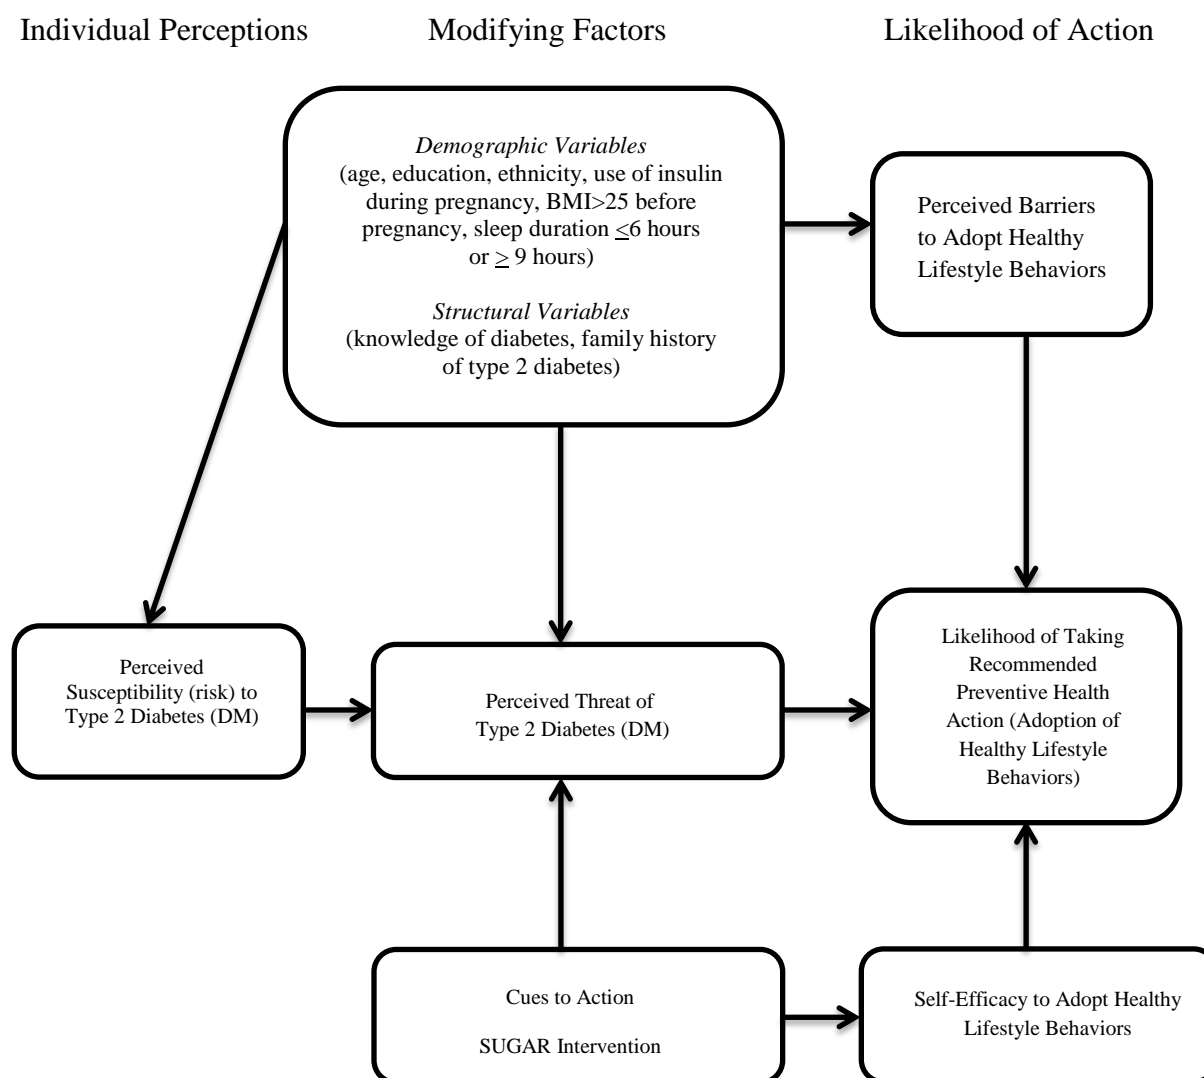 Individual Perceptions
Modifying Factors
Likelihood of Action
Demographic Variables
(age, education, ethnicity, use of insulin
during pregnancy, BMI>25 before
pregnancy, sleep duration ≤6 hours
or ≥ 9 hours)
Structural Variables
(knowledge of diabetes, family history
of type 2 diabetes)
Perceived Barriers
to Adopt Healthy
Lifestyle Behaviors
Perceived
Susceptibility (risk) to
Type 2 Diabetes (DM)
Perceived Threat of
Type 2 Diabetes (DM)
Likelihood of Taking
Recommended
Preventive Health
Action (Adoption of
Healthy Lifestyle
Behaviors)
Cues to Action
SUGAR Intervention
Self-Efficacy to Adopt Healthy
Lifestyle Behaviors